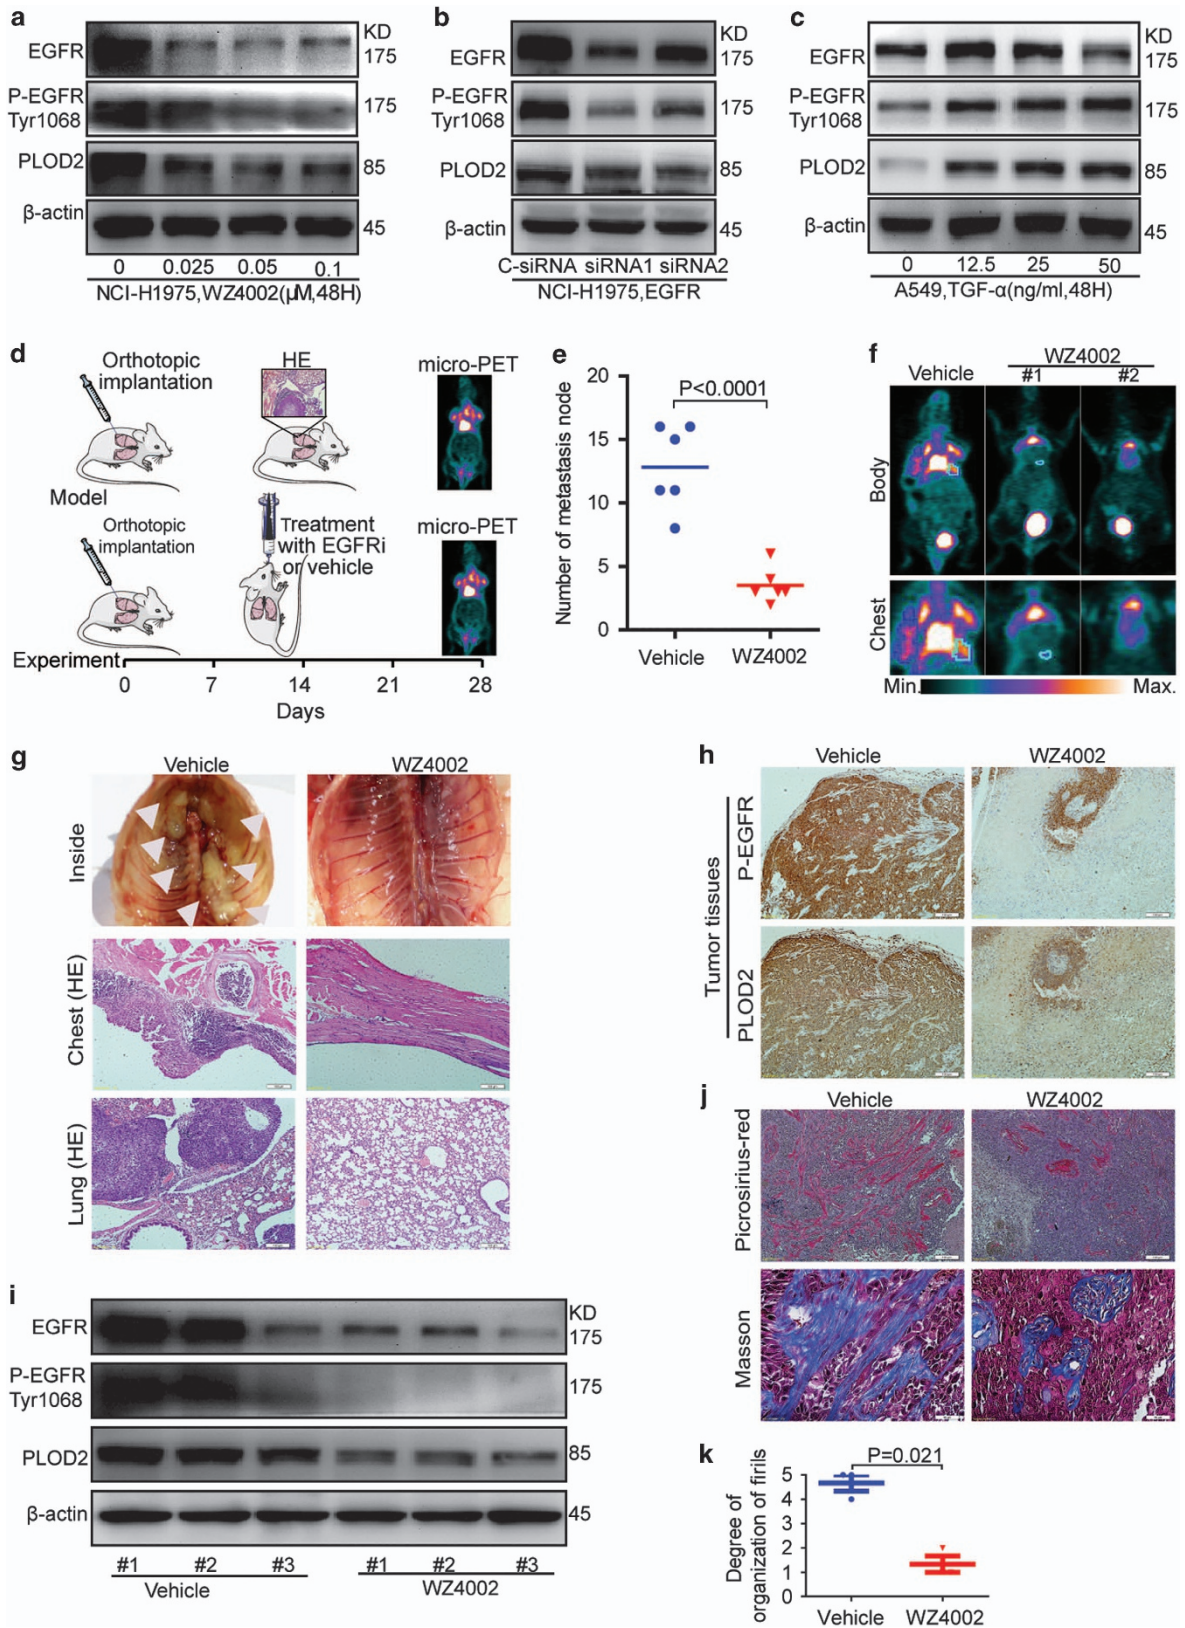 a
KD
EGFR
175
P-EGFR
Tyr1068
175
PLOD2
85
β-actin
45
0 0.025 0.05 0.1
NCI-H1975,WZ4002(μM,48H)
b
KD
EGFR
175
P-EGFR
Tyr1068
175
PLOD2
85
β-actin
45
C-siRNA siRNA1 siRNA2
NCI-H1975,EGFR
c
KD
EGFR
175
P-EGFR
Tyr1068
175
PLOD2
85
β-actin
45
0 12.5 25 50
A549,TGF-α(ng/ml,48H)
d
Orthotopic
implantation
HE
micro-PET
Model
Orthotopic
implantation
Treatment
with EGFRi
or vehicle
micro-PET
Experiment
0 7 14 21 28
Days
e
20
15
10
5
0
Number of metastasis node
P<0.0001
Vehicle WZ4002
f
WZ4002
Vehicle #1 #2
Body
Chest
Min. Max.
g
Vehicle WZ4002
Inside
Chest (HE)
Lung (HE)
h
Vehicle WZ4002
Tumor tissues
P-EGFR
PLOD2
j
Vehicle WZ4002
Picrosirius-red
Masson
i
KD
EGFR
175
P-EGFR
Tyr1068
175
PLOD2
85
β-actin
45
#1 #2 #3 #1 #2 #3
Vehicle WZ4002
k
P=0.021
5
4
3
2
1
0
Degree of
organization of firils
Vehicle WZ4002